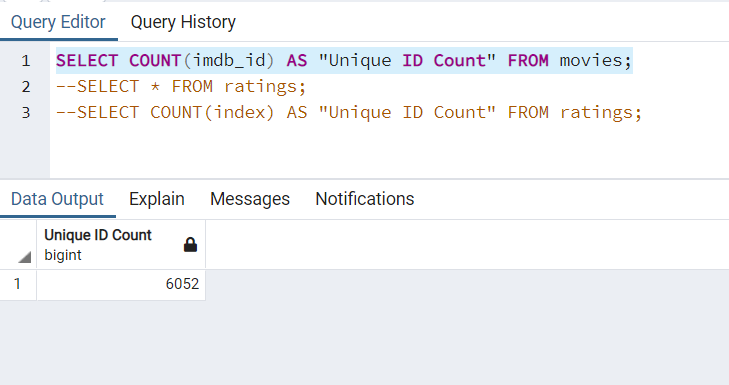 Query Editor Query History
1 SELECT COUNT(imdb_id) AS "Unique ID Count" FROM movies;
2 --SELECT * FROM ratings;
3 --SELECT COUNT(index) AS "Unique ID Count" FROM ratings;
Data Output Explain Messages Notifications
Unique ID Count
bigint
1 6052